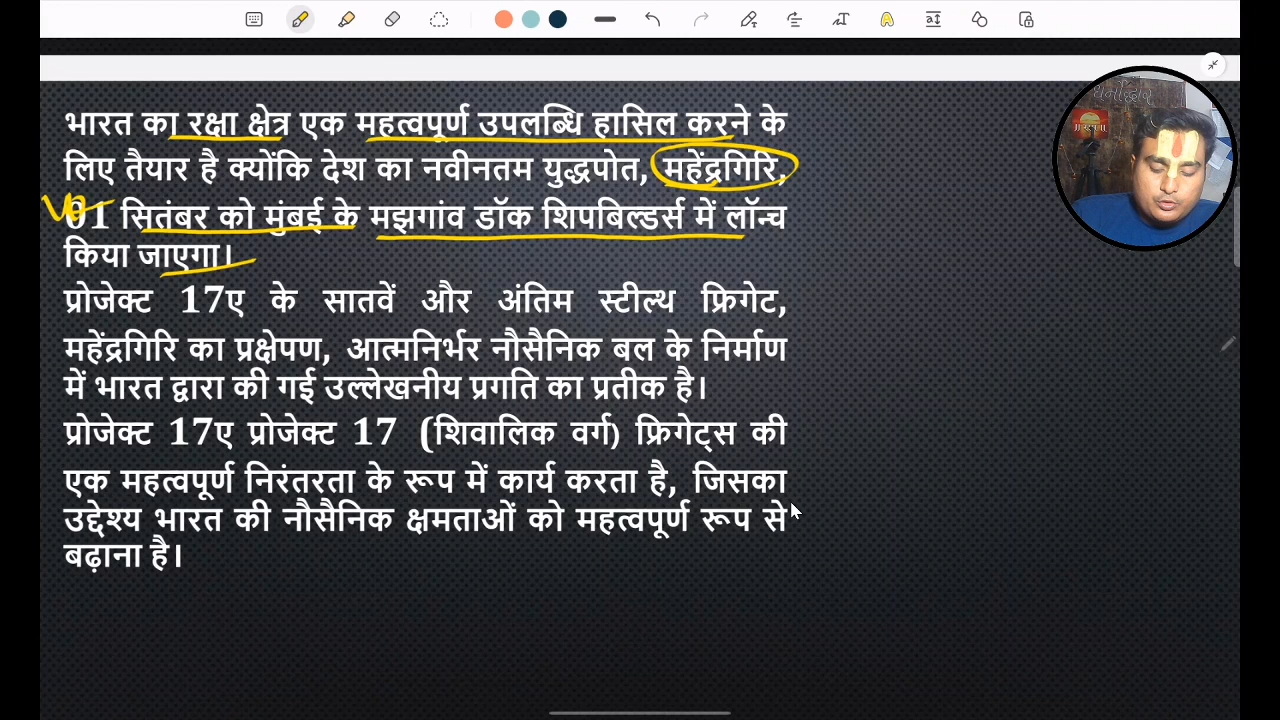 भारत का रक्षा क्षेत्र एक महत्वपूर्ण उपलब्धि हासिल करने के
लिए तैयार है क्योंकि देश का नवीनतम युद्धपोत, महेंद्रगिरि,
01 सितंबर को मुंबई के मझगांव डॉक शिपबिल्डर्स में लॉन्च
किया जाएगा।
प्रोजेक्ट 17ए के सातवें और अंतिम स्टील्थ फ्रिगेट,
महेंद्रगिरि का प्रक्षेपण, आत्मनिर्भर नौसैनिक बल के निर्माण
में भारत द्वारा की गई उल्लेखनीय प्रगति का प्रतीक है।
प्रोजेक्ट 17ए प्रोजेक्ट 17 (शिवालिक वर्ग) फ्रिगेट्स की
एक महत्वपूर्ण निरंतरता के रूप में कार्य करता है, जिसका
उद्देश्य भारत की नौसैनिक क्षमताओं को महत्वपूर्ण रूप से
बढ़ाना है।